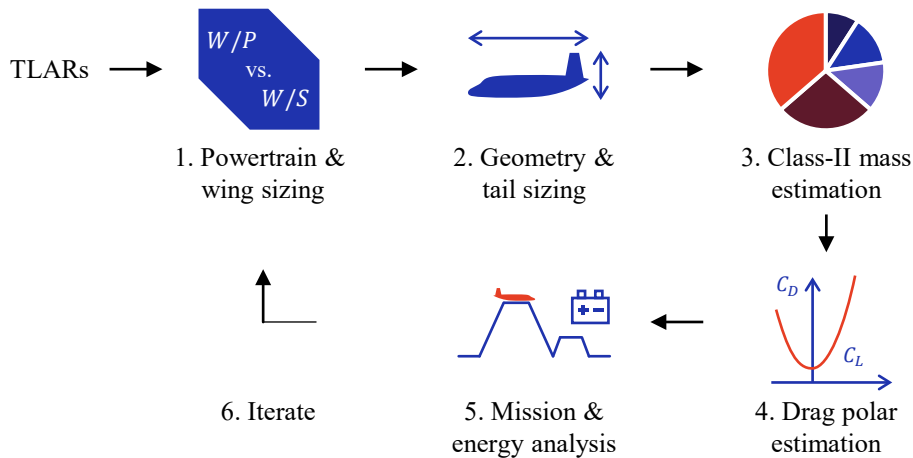 TLARs
W/P
vs.
W/S
1. Powertrain &
wing sizing
2. Geometry &
tail sizing
3. Class-II mass
estimation
C_D
C_L
4. Drag polar
estimation
5. Mission &
energy analysis
6. Iterate